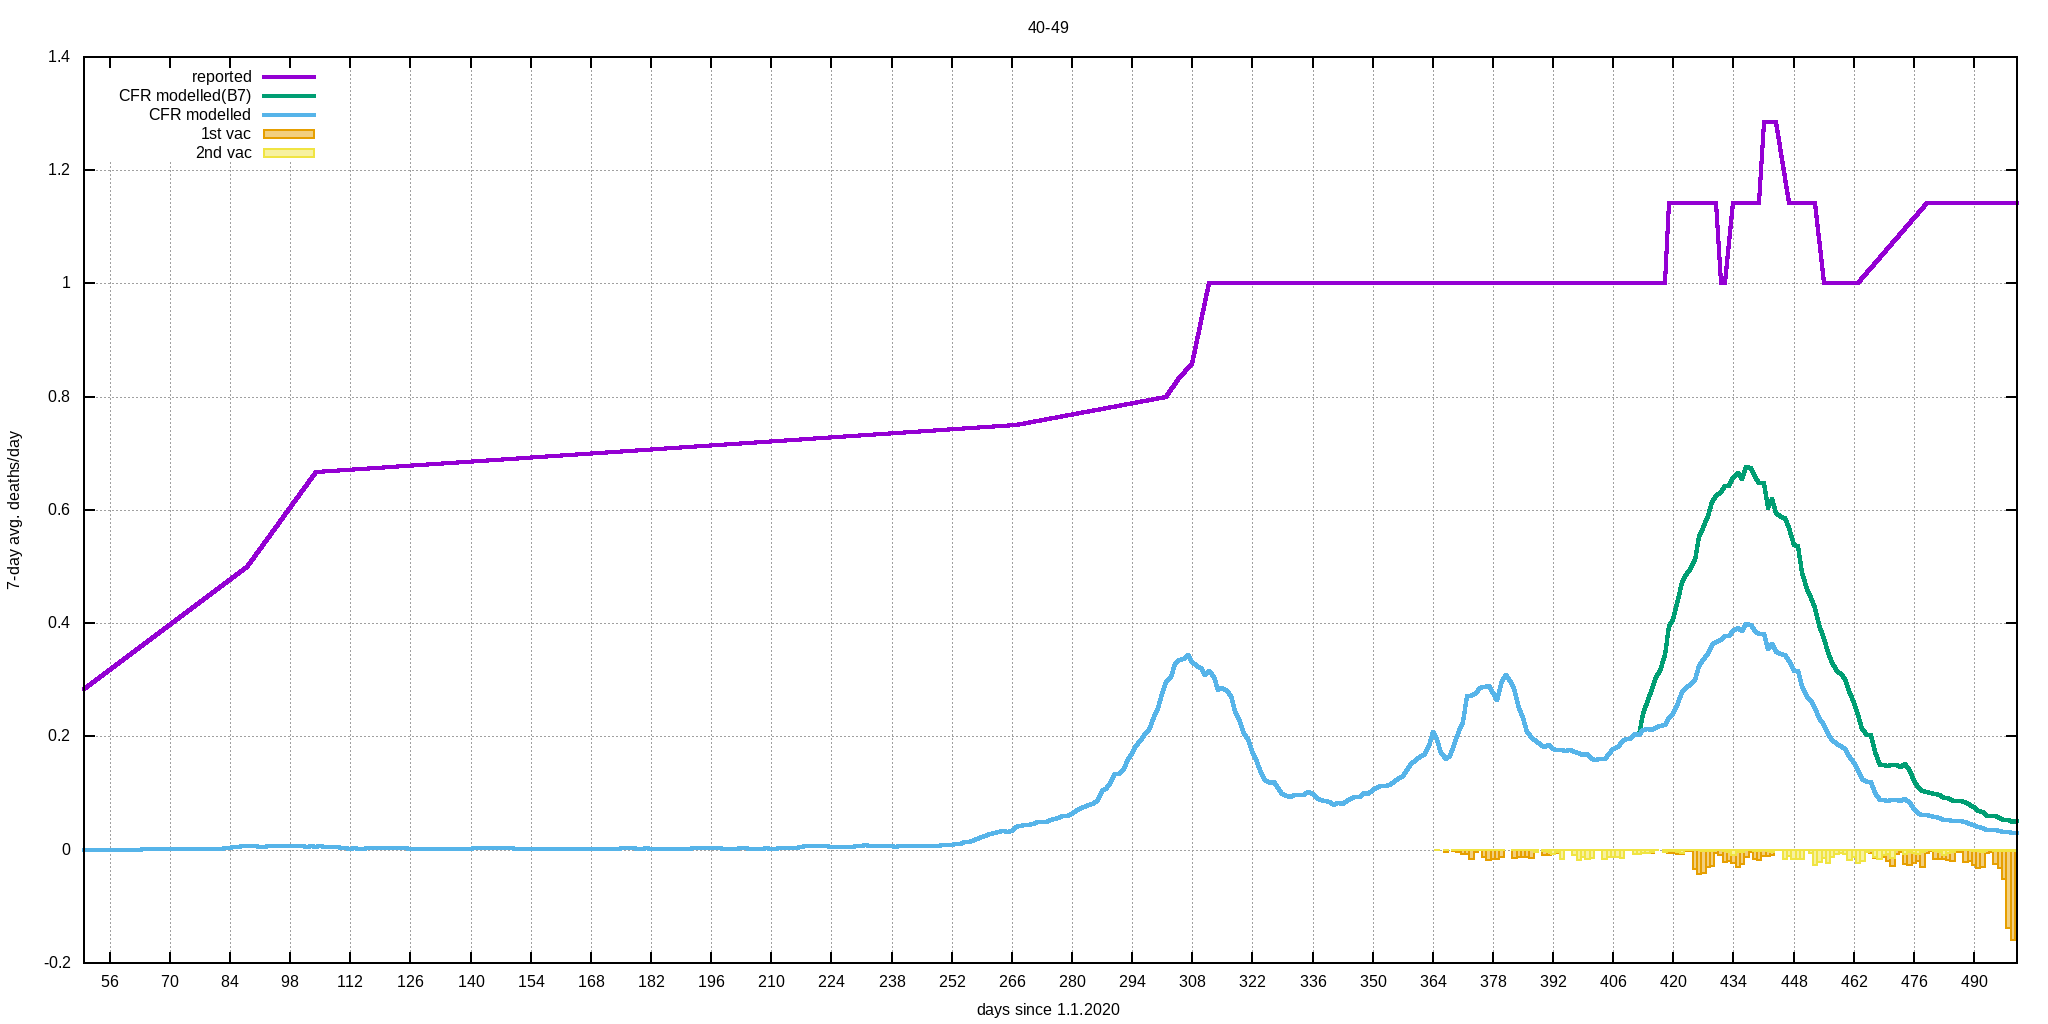 40-49
reported
CFR modelled(B7)
CFR modelled
1st vac
2nd vac
7-day avg. deaths/day
1.4
1.2
1
0.8
0.6
0.4
0.2
0
-0.2
56 70 84 98 112 126 140 154 168 182 196 210 224 238 252 266 280 294 308 322 336 350 364 378 392 406 420 434 448 462 476 490
days since 1.1.2020